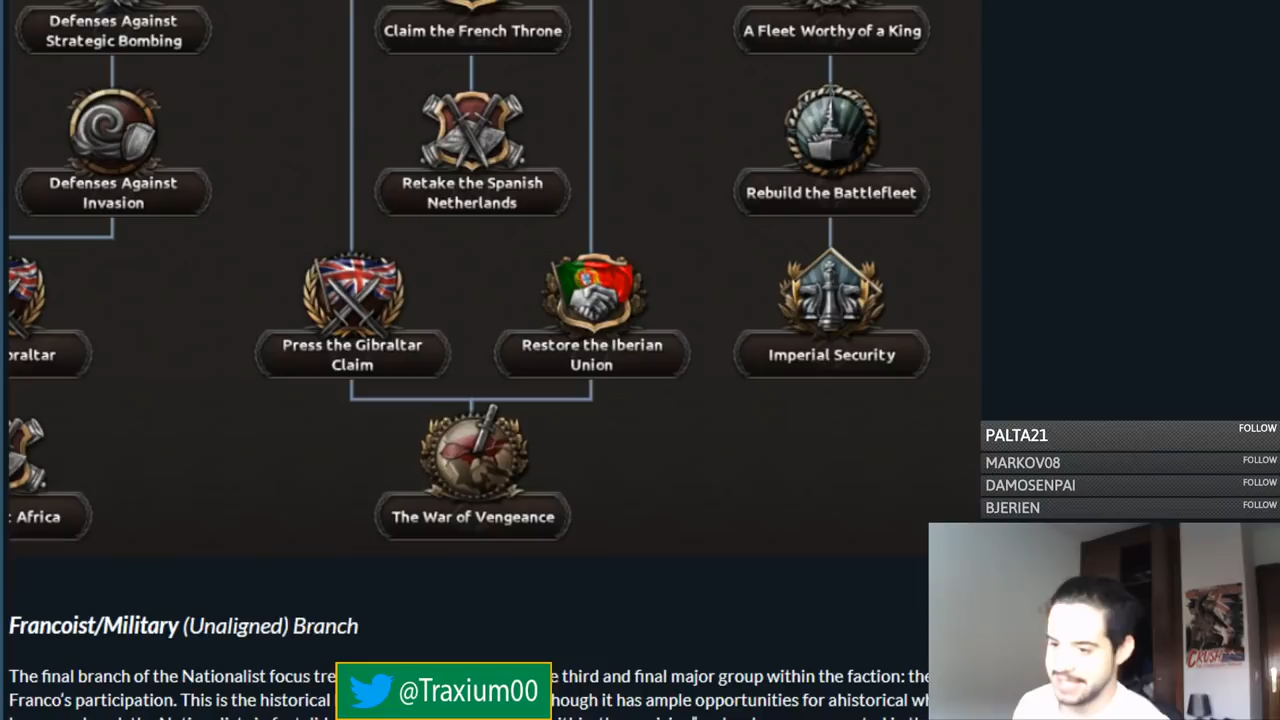 Defenses Against
Strategic Bombing
Claim the French Throne
A Fleet Worthy of a King
Defenses Against
Invasion
Retake the Spanish
Netherlands
Rebuild the Battlefleet
Press the Gibraltar
Claim
Restore the Iberian
Union
Imperial Security
The War of Vengeance
Africa
PALTA21 FOLLOW
MARKOV08 FOLLOW
DAMOSENPAI FOLLOW
BJERIEN FOLLOW
Francoist/Military (Unaligned) Branch
The final branch of the Nationalist focus third and final major group within the faction:
Franco's participation. This is the historical it has ample opportunities for ahistorical
@Traxium00
CRUSH